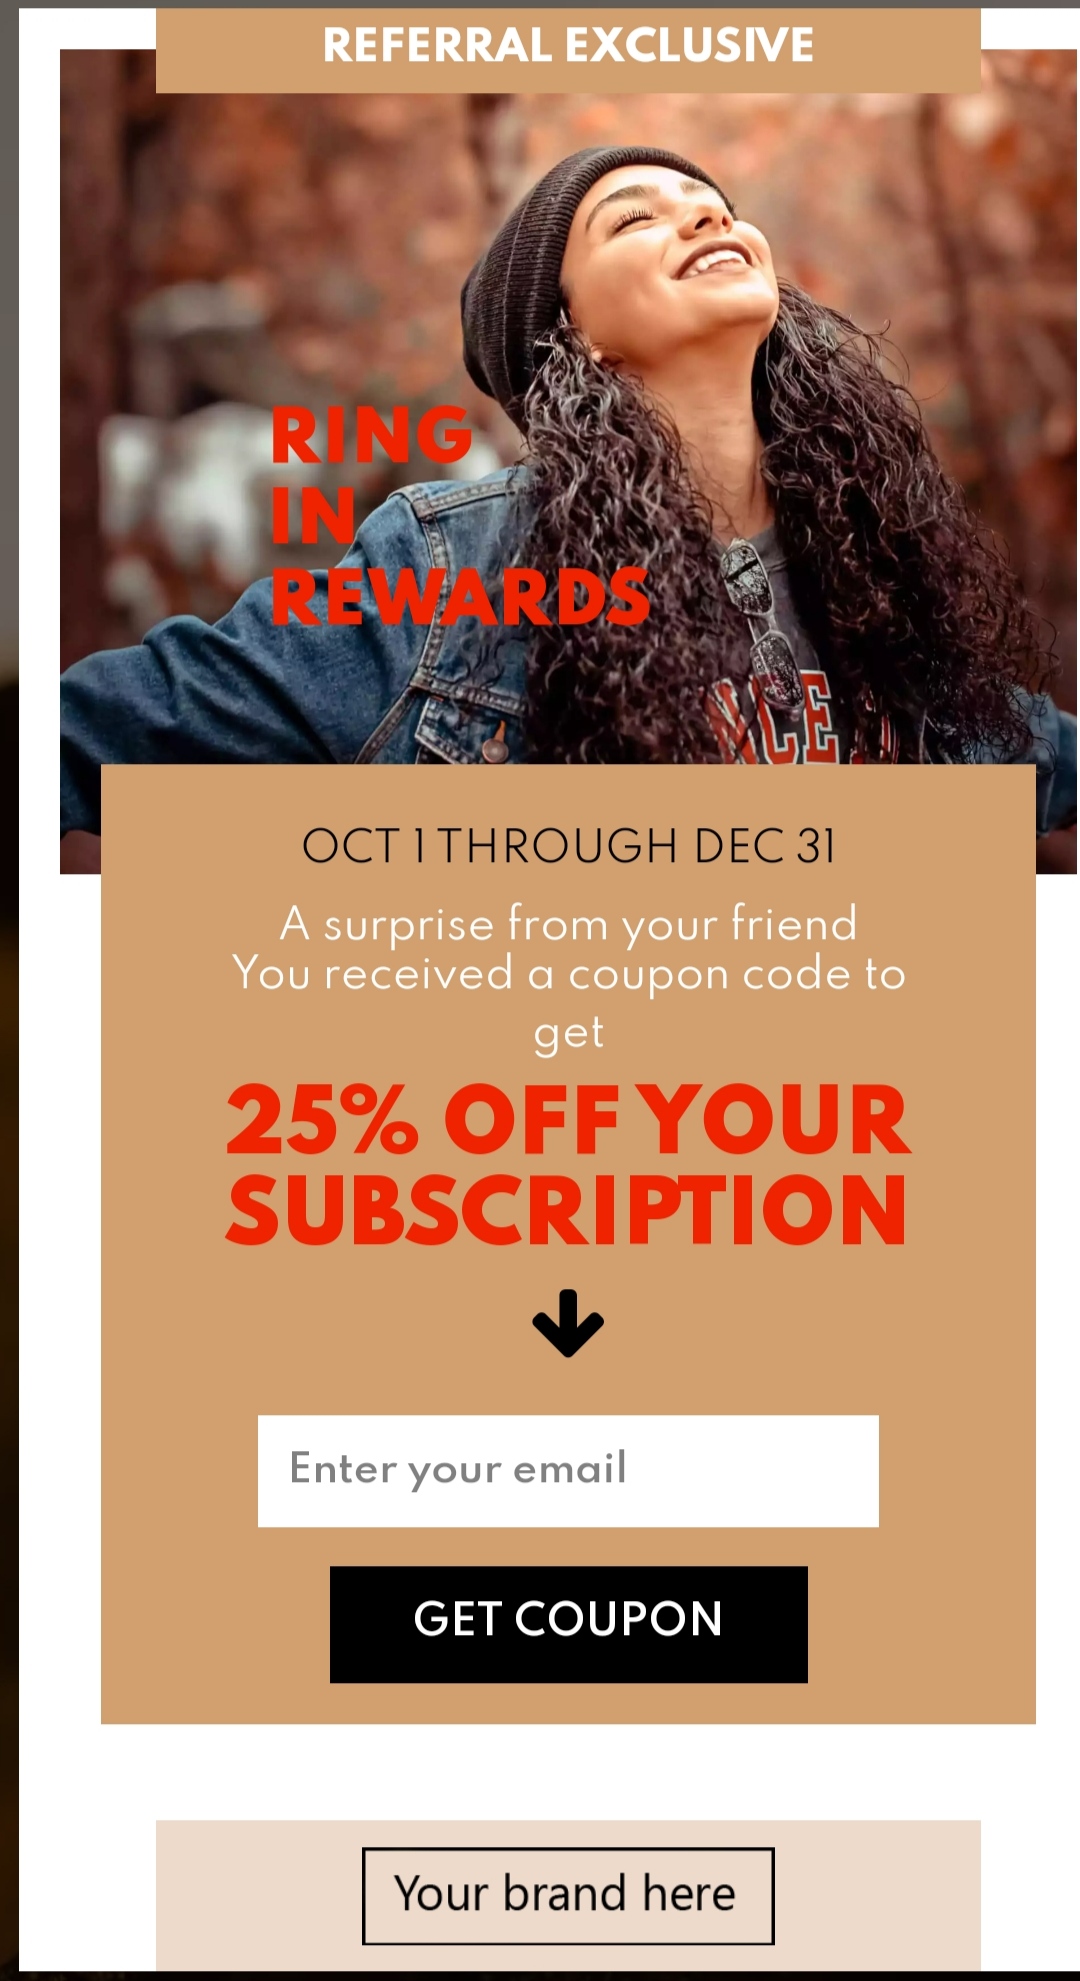 REFERRAL EXCLUSIVE
RING
IN
REWARDS
NCE
OCT 1 THROUGH DEC 31
A surprise from your friend
You received a coupon code to
get
25% OFF YOUR
SUBSCRIPTION
Enter your email
GET COUPON
Your brand here